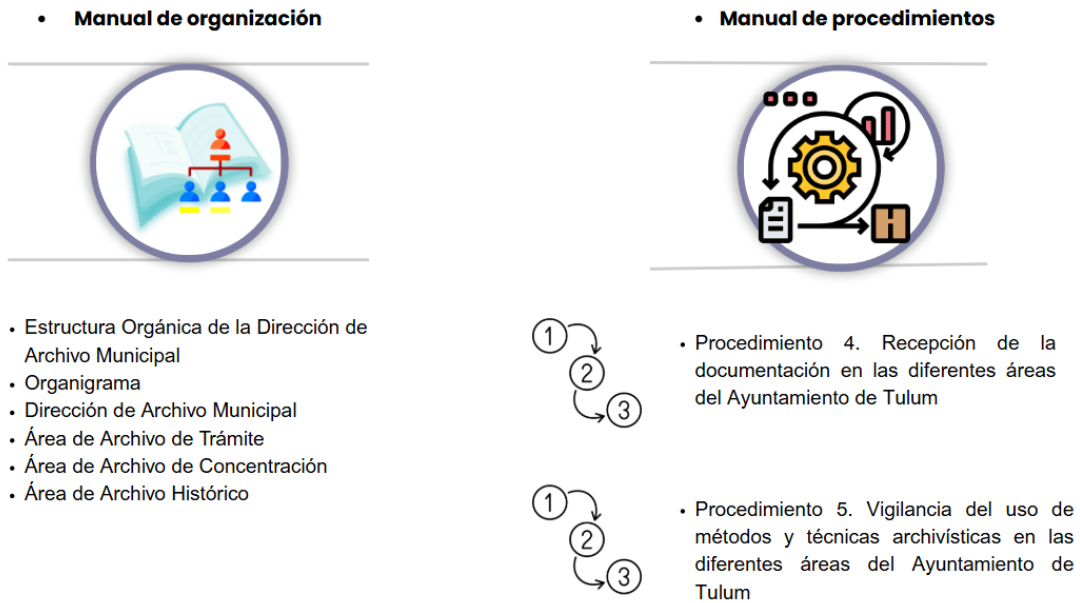 • Manual de organización
• Estructura Orgánica de la Dirección de
Archivo Municipal
• Organigrama
• Dirección de Archivo Municipal
• Área de Archivo de Trámite
• Área de Archivo de Concentración
• Área de Archivo Histórico
• Manual de procedimientos
1
2
3
• Procedimiento 4. Recepción de la
documentación en las diferentes áreas
del Ayuntamiento de Tulum
1
2
3
• Procedimiento 5. Vigilancia del uso de
métodos y técnicas archivísticas en las
diferentes áreas del Ayuntamiento de
Tulum